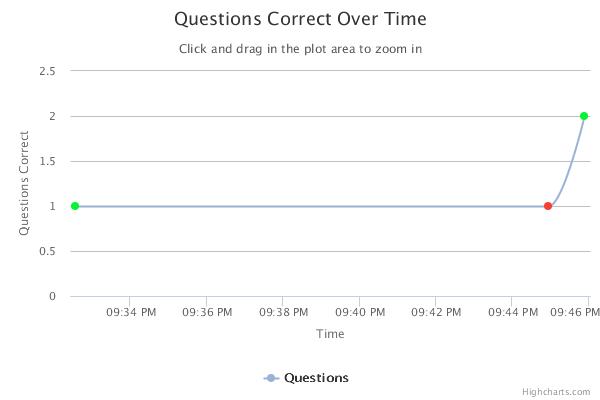 Questions Correct Over Time
Click and drag in the plot area to zoom in
Questions Correct
2.5
2
1.5
1
0.5
0
09:34 PM 09:36 PM 09:38 PM 09:40 PM 09:42 PM 09:44 PM 09:46 PM
Time
Questions
Highcharts.com